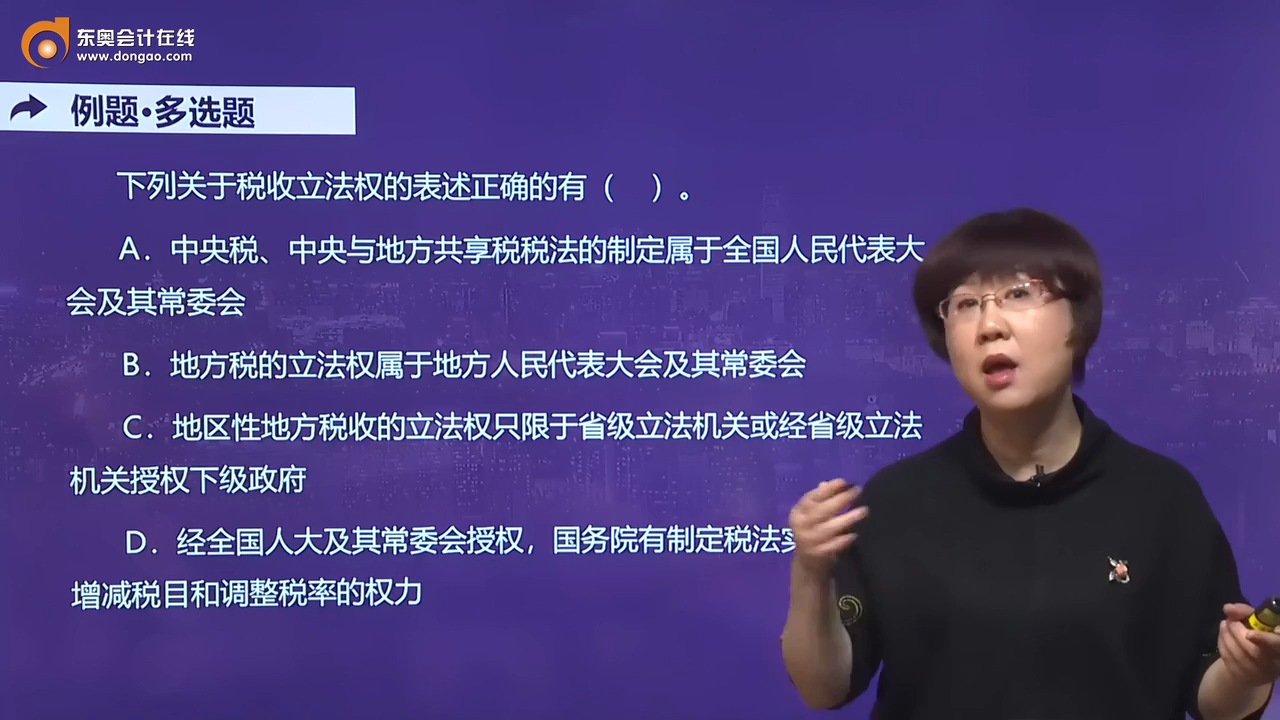 东奥会计在线
www.dongao.com
例题·多选题
下列关于税收立法权的表述正确的有（ ）。
A．中央税、中央与地方共享税税法的制定属于全国人民代表大
会及其常委会
B．地方税的立法权属于地方人民代表大会及其常委会
C．地区性地方税收的立法权只限于省级立法机关或经省级立法
机关授权下级政府
D．经全国人大及其常委会授权，国务院有制定税法实
增减税目和调整税率的权力